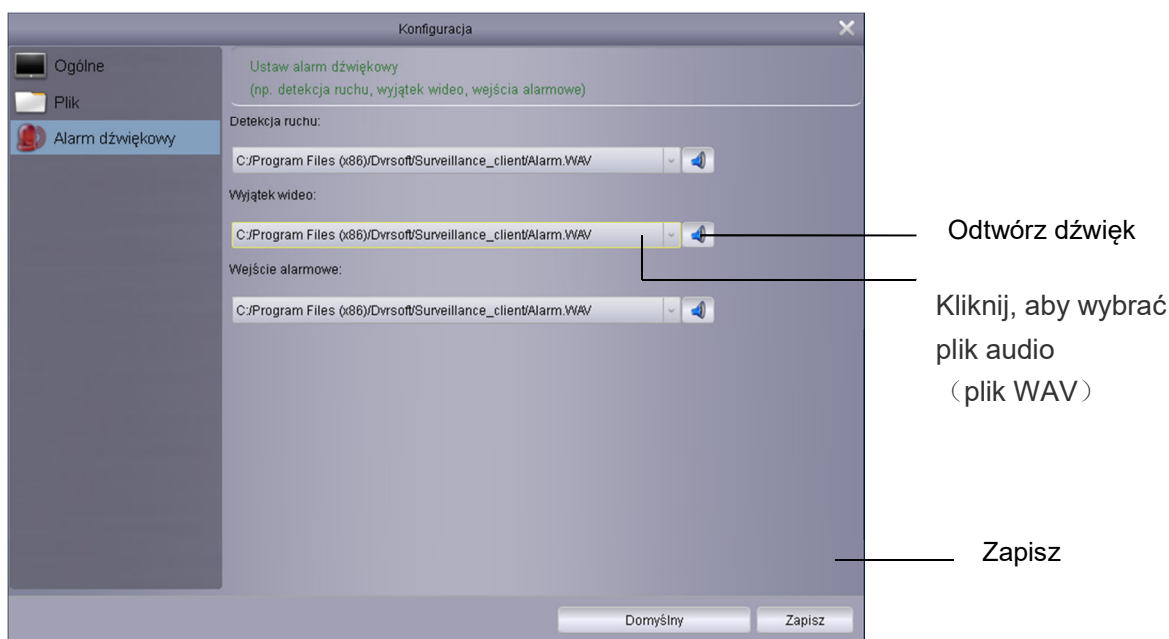 Konfiguracja
Ogólne
Plik
Alarm dźwiękowy
Ustaw alarm dźwiękowy
(np. detekcja ruchu, wyjątek wideo, wejścia alarmowe)
Detekcja ruchu:
C:/Program Files (x86)/Dvrsoft/Surveillance_client/Alarm.WAV
Wyjątek wideo:
C:/Program Files (x86)/Dvrsoft/Surveillance_client/Alarm.WAV
Wejście alarmowe:
C:/Program Files (x86)/Dvrsoft/Surveillance_client/Alarm.WAV
Domyślny
Zapisz
Odtwórz dźwięk
Kliknij, aby wybrać
plik audio
（plik WAV）
Zapisz